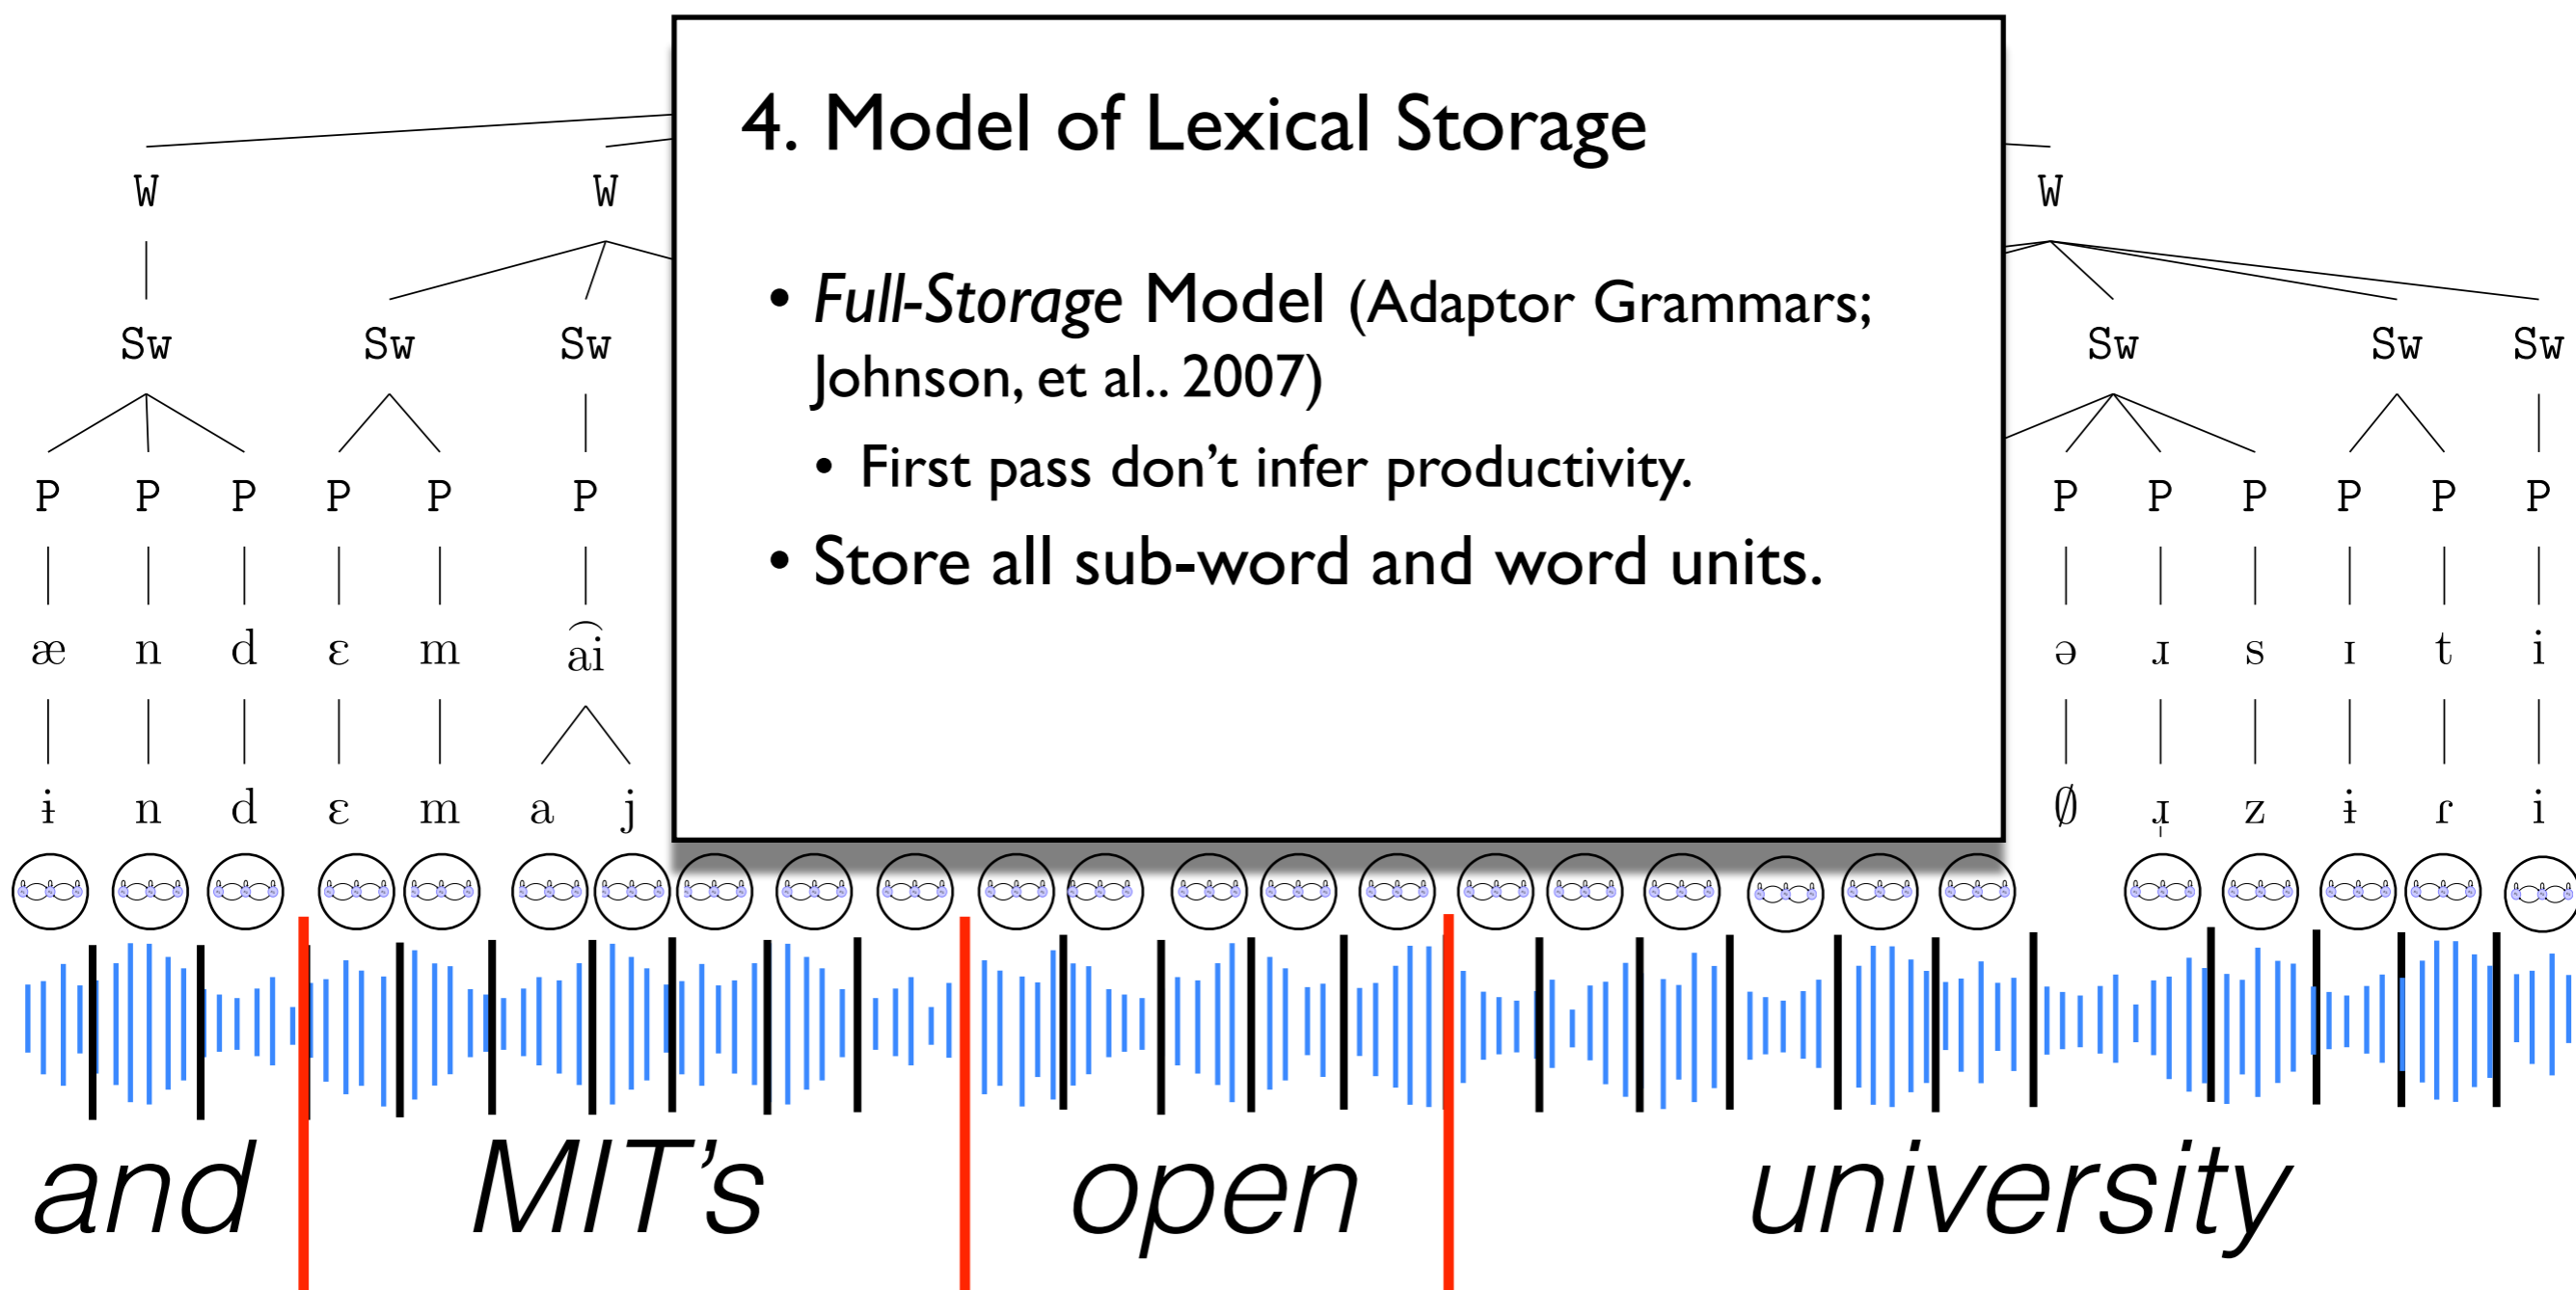 4. Model of Lexical Storage
• Full-Storage Model (Adaptor Grammars;
Johnson, et al.. 2007)
• First pass don't infer productivity.
• Store all sub-word and word units.
W W W
Sw Sw Sw Sw Sw Sw
P P P P P P P P P P P P
æ n d ɛ m a͡i ə ɹ s ɪ t i
ɨ n d ɛ m a j ∅ ɹ̩ z ɨ ɾ i
and MIT's open university